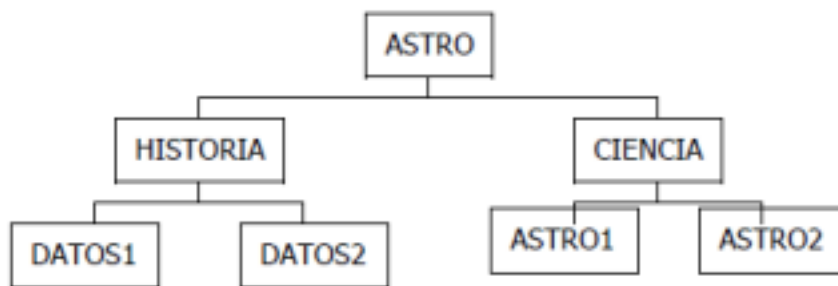 ASTRO
HISTORIA
CIENCIA
DATOS1
DATOS2
ASTRO1
ASTRO2